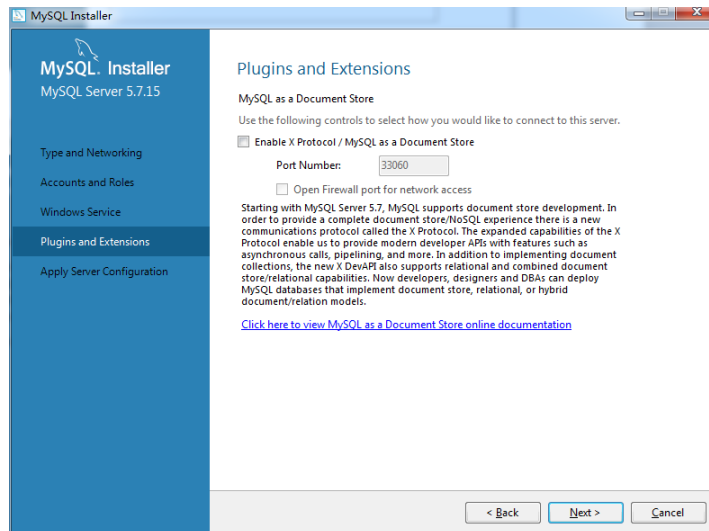 MySQL Installer
MySQL. Installer
MySQL Server 5.7.15
Type and Networking
Accounts and Roles
Windows Service
Plugins and Extensions
Apply Server Configuration
Plugins and Extensions
MySQL as a Document Store
Use the following controls to select how you would like to connect to this server.
Enable X Protocol / MySQL as a Document Store
Port Number: 33060
Open Firewall port for network access
Starting with MySQL Server 5.7, MySQL supports document store development. In
order to provide a complete document store/NoSQL experience there is a new
communications protocol called the X Protocol. The expanded capabilities of the X
Protocol enable us to provide modern developer APIs with features such as
asynchronous calls, pipelining, and more. In addition to implementing document
collections, the new X DevAPI also supports relational and combined document
store/relational capabilities. Now developers, designers and DBAs can deploy
MySQL databases that implement document store, relational, or hybrid
document/relation models.
Click here to view MySQL as a Document Store online documentation
< Back Next > Cancel